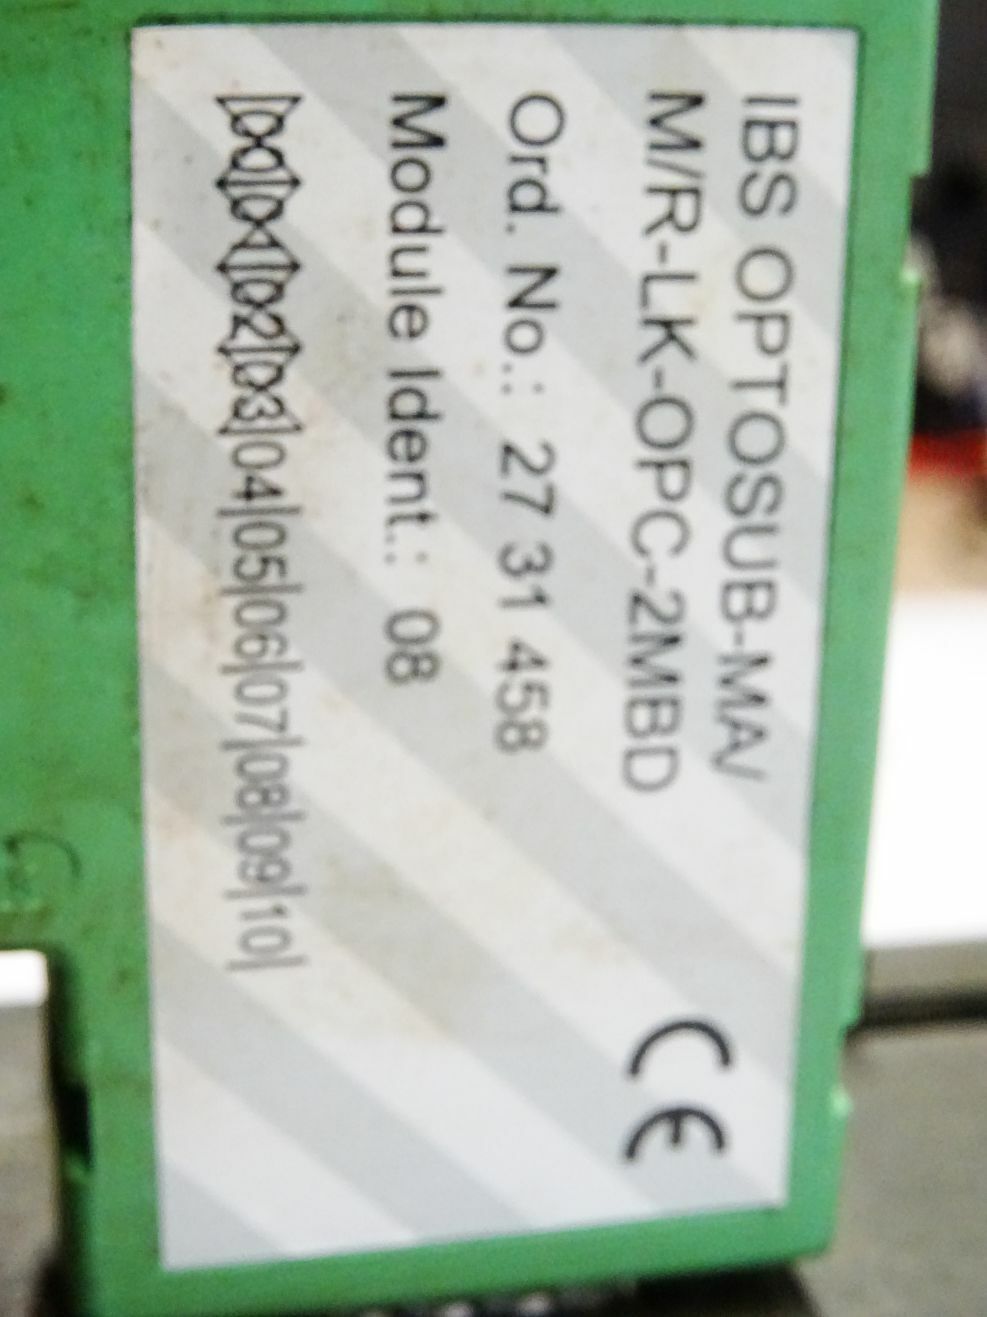 IBS OPTOSUB-MA/
M/R-LK-OPC-2MBD
Ord. No.: 27 31 458
Module Ident.: 08
|00|01|02|03|04|05|06|07|08|09|10|
CE